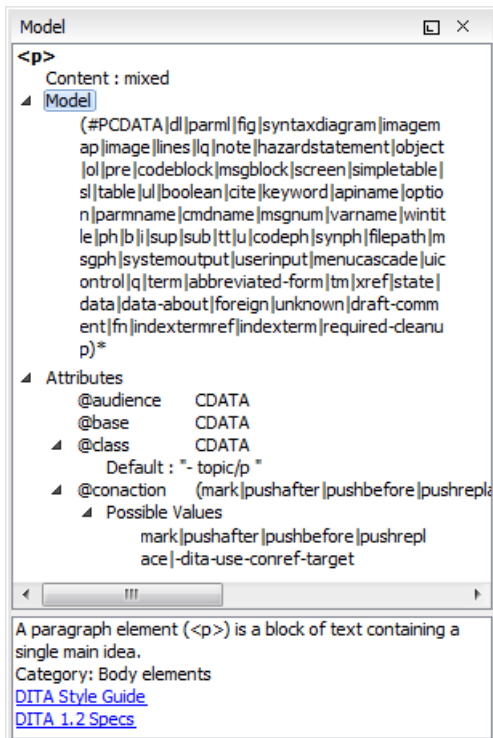 Model
<p>
Content : mixed
Model
(#PCDATA|dl|parml|fig|syntaxdiagram|imagem
ap|image|lines|lq|note|hazardstatement|object
|ol|pre|codeblock|msgblock|screen|simpletable|
sl|table|ul|boolean|cite|keyword|apiname|optio
n|parmname|cmdname|msgnum|varname|wintit
le|ph|b|i|sup|sub|tt|u|codeph|synph|filepath|m
sgph|systemoutput|userinput|menucascade|uic
ontrol|q|term|abbreviated-form|tm|xref|state|
data|data-about|foreign|unknown|draft-comm
ent|fn|indextermref|indexterm|required-cleanu
p)*
Attributes
@audience CDATA
@base CDATA
@class CDATA
Default : "- topic/p "
@conaction (mark|pushafter|pushbefore|pushrepla
Possible Values
mark|pushafter|pushbefore|pushrepl
ace|-dita-use-conref-target
A paragraph element (<p>) is a block of text containing a
single main idea.
Category: Body elements
DITA Style Guide
DITA 1.2 Specs